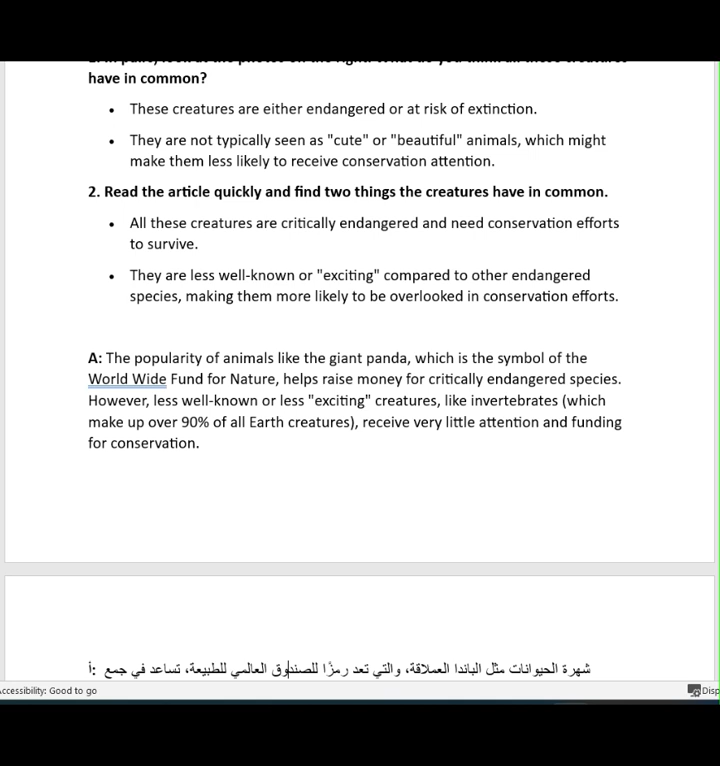 have in common?
• These creatures are either endangered or at risk of extinction.
• They are not typically seen as "cute" or "beautiful" animals, which might
make them less likely to receive conservation attention.
2. Read the article quickly and find two things the creatures have in common.
• All these creatures are critically endangered and need conservation efforts
to survive.
• They are less well-known or "exciting" compared to other endangered
species, making them more likely to be overlooked in conservation efforts.
A: The popularity of animals like the giant panda, which is the symbol of the
World Wide Fund for Nature, helps raise money for critically endangered species.
However, less well-known or less "exciting" creatures, like invertebrates (which
make up over 90% of all Earth creatures), receive very little attention and funding
for conservation.
أ: شهرة الحيوانات مثل الباندا العملاقة، والتي تعد رمزًا للصندوق العالمي للطبيعة، تساعد في جمع
ccessibility: Good to go
Disp